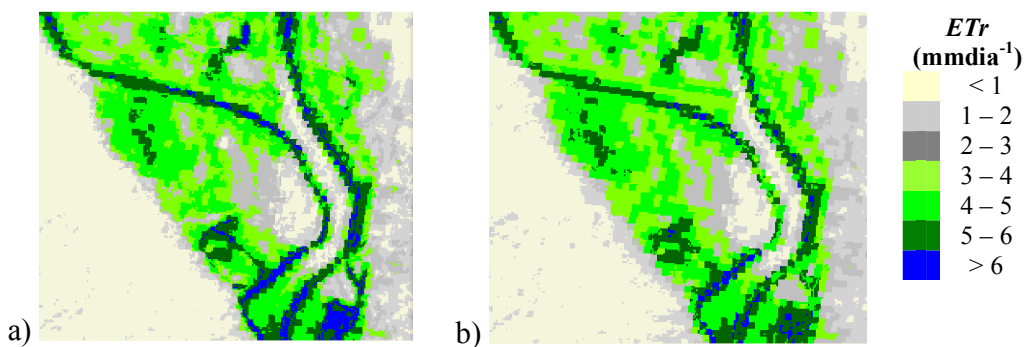 ETr
(mmdia⁻¹)
< 1
1 – 2
2 – 3
3 – 4
4 – 5
5 – 6
> 6
a)
b)